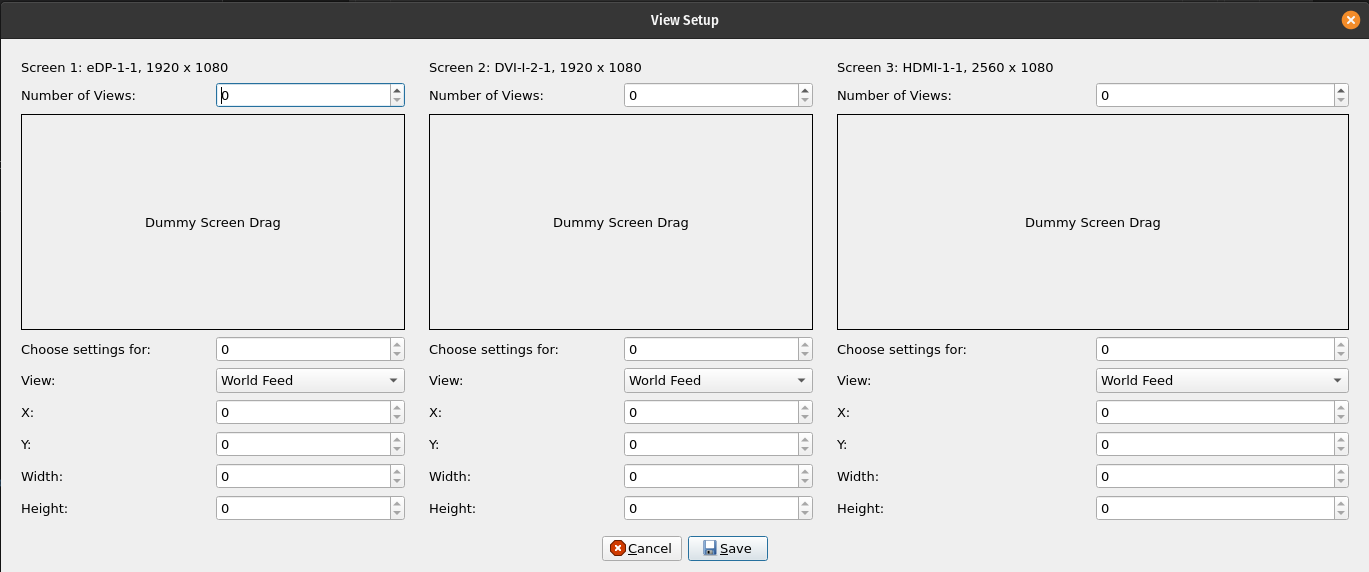 View Setup
Screen 1: eDP-1-1, 1920 x 1080
Number of Views: 0
Dummy Screen Drag
Choose settings for: 0
View: World Feed
X: 0
Y: 0
Width: 0
Height: 0
Screen 2: DVI-I-2-1, 1920 x 1080
Number of Views: 0
Dummy Screen Drag
Choose settings for: 0
View: World Feed
X: 0
Y: 0
Width: 0
Height: 0
Screen 3: HDMI-1-1, 2560 x 1080
Number of Views: 0
Dummy Screen Drag
Choose settings for: 0
View: World Feed
X: 0
Y: 0
Width: 0
Height: 0
Cancel Save